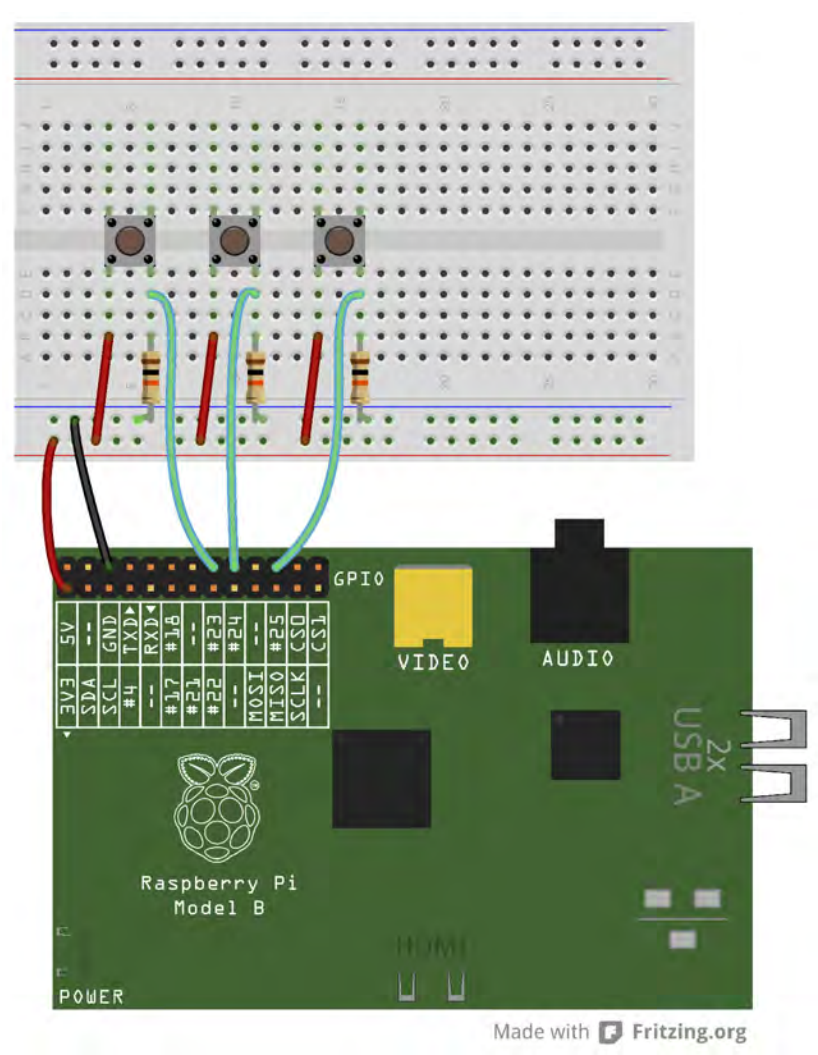 GPIO
5V -- GND TXD▲ RXD▼ #18 -- #23 #24 -- #25 CS0 CS1
3V3 SDA SCL #4 -- #17 #21 #22 -- MOSI MISO SCLK --
VIDEO
AUDIO
2x
USB A
Raspberry Pi
Model B
TM
HDMI
POWER
Made with Fritzing.org